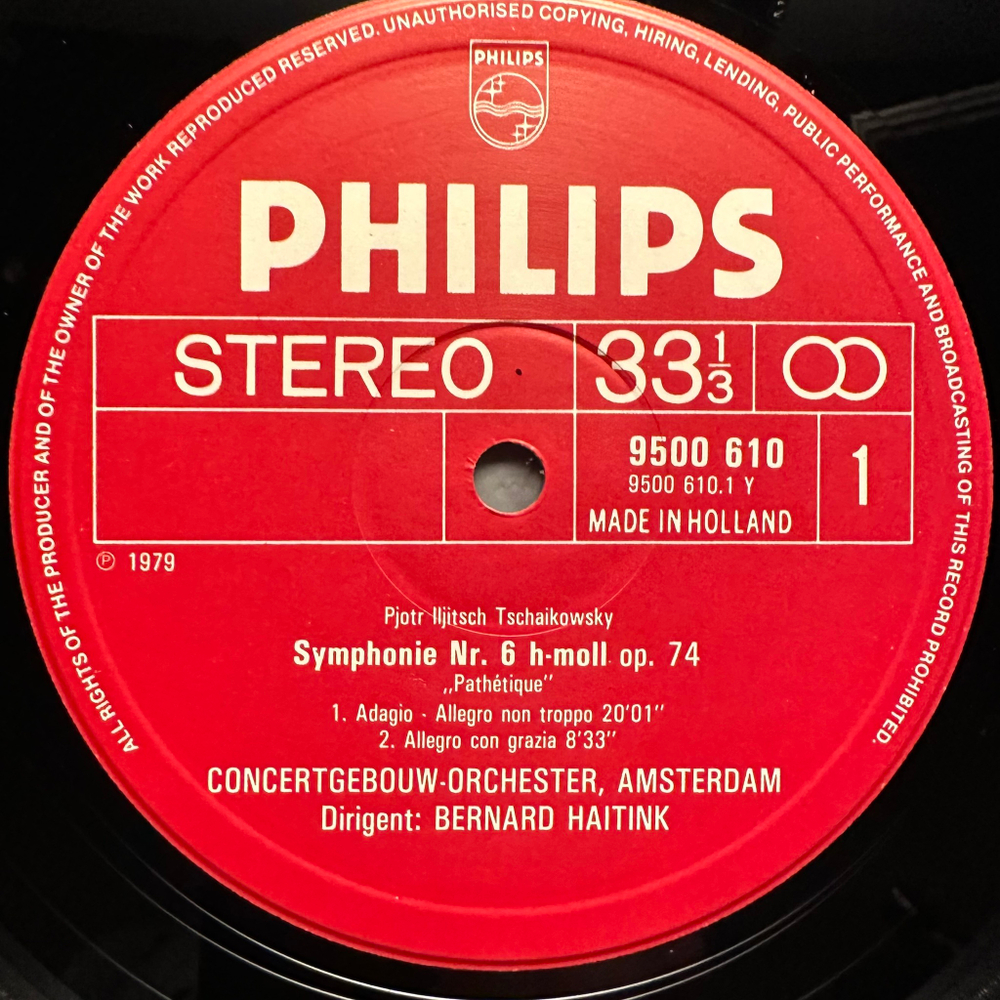 ALL RIGHTS OF THE PRODUCER AND OF THE OWNER OF THE WORK REPRODUCED RESERVED. UNAUTHORISED COPYING, HIRING, LENDING, PUBLIC PERFORMANCE AND BROADCASTING OF THIS RECORD PROHIBITED.
PHILIPS
PHILIPS
STEREO 33 1/3
9500 610
9500 610.1 Y
1
MADE IN HOLLAND
℗ 1979
Pjotr Iljitsch Tschaikowsky
Symphonie Nr. 6 h-moll op. 74
„Pathétique”
1. Adagio - Allegro non troppo 20'01”
2. Allegro con grazia 8'33”
CONCERTGEBOUW-ORCHESTER, AMSTERDAM
Dirigent: BERNARD HAITINK